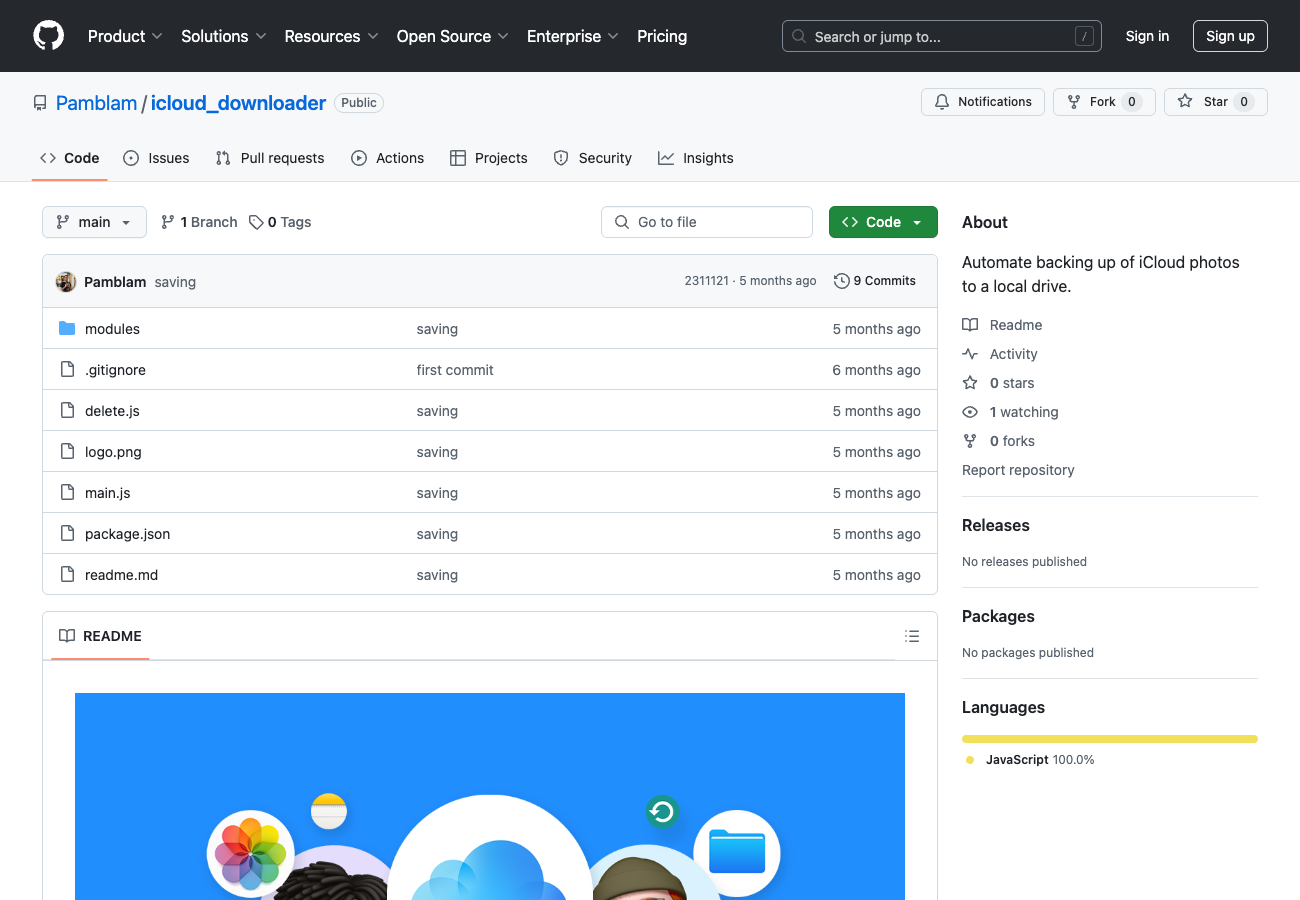 Product Solutions Resources Open Source Enterprise Pricing Search or jump to... / Sign in Sign up
Pamblam / icloud_downloader Public Notifications Fork 0 Star 0
Code Issues Pull requests Actions Projects Security Insights
main 1 Branch 0 Tags Go to file Code
Pamblam saving 2311121 · 5 months ago 9 Commits
modules saving 5 months ago
.gitignore first commit 6 months ago
delete.js saving 5 months ago
logo.png saving 5 months ago
main.js saving 5 months ago
package.json saving 5 months ago
readme.md saving 5 months ago
README
About
Automate backing up of iCloud photos
to a local drive.
Readme
Activity
0 stars
1 watching
0 forks
Report repository
Releases
No releases published
Packages
No packages published
Languages
JavaScript 100.0%